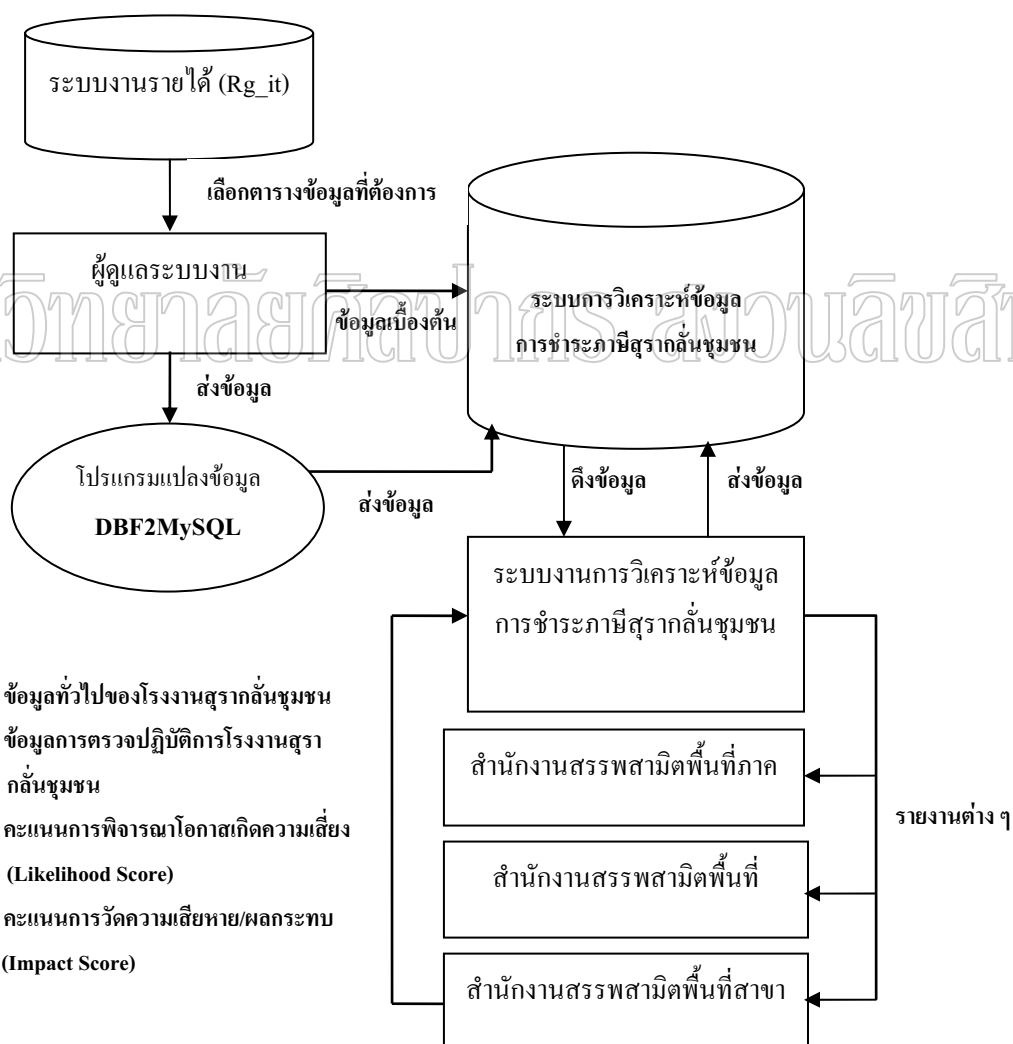 ระบบงานรายได้ (Rg_it)
เลือกตารางข้อมูลที่ต้องการ
ผู้ดูแลระบบงาน
ข้อมูลเบื้องต้น
ระบบการวิเคราะห์ข้อมูล
การชำระภาษีสุรากลั่นชุมชน
ส่งข้อมูล
โปรแกรมแปลงข้อมูล
DBF2MySQL
ส่งข้อมูล
ดึงข้อมูล
ส่งข้อมูล
ระบบงานการวิเคราะห์ข้อมูล
การชำระภาษีสุรากลั่นชุมชน
ข้อมูลทั่วไปของโรงงานสุรากลั่นชุมชน
ข้อมูลการตรวจปฏิบัติการโรงงานสุรา
กลั่นชุมชน
คะแนนการพิจารณาโอกาสเกิดความเสี่ยง
(Likelihood Score)
คะแนนการวัดความเสียหาย/ผลกระทบ
(Impact Score)
สำนักงานสรรพสามิตพื้นที่ภาค
สำนักงานสรรพสามิตพื้นที่
สำนักงานสรรพสามิตพื้นที่สาขา
รายงานต่าง ๆ